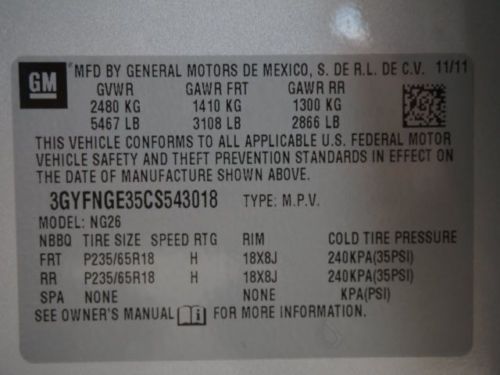 GM MFD BY GENERAL MOTORS DE MEXICO, S. DE R.L. DE C.V. 11/11
GVWR GAWR FRT GAWR RR
2480 KG 1410 KG 1300 KG
5467 LB 3108 LB 2866 LB
THIS VEHICLE CONFORMS TO ALL APPLICABLE U.S. FEDERAL MOTOR
VEHICLE SAFETY AND THEFT PREVENTION STANDARDS IN EFFECT ON
THE DATE OF MANUFACTURE SHOWN ABOVE.
3GYFNGE35CS543018 TYPE: M.P.V.
MODEL: NG26
NBBQ TIRE SIZE SPEED RTG RIM COLD TIRE PRESSURE
FRT P235/65R18 H 18X8J 240KPA(35PSI)
RR P235/65R18 H 18X8J 240KPA(35PSI)
SPA NONE NONE KPA(PSI)
SEE OWNER'S MANUAL i FOR MORE INFORMATION.